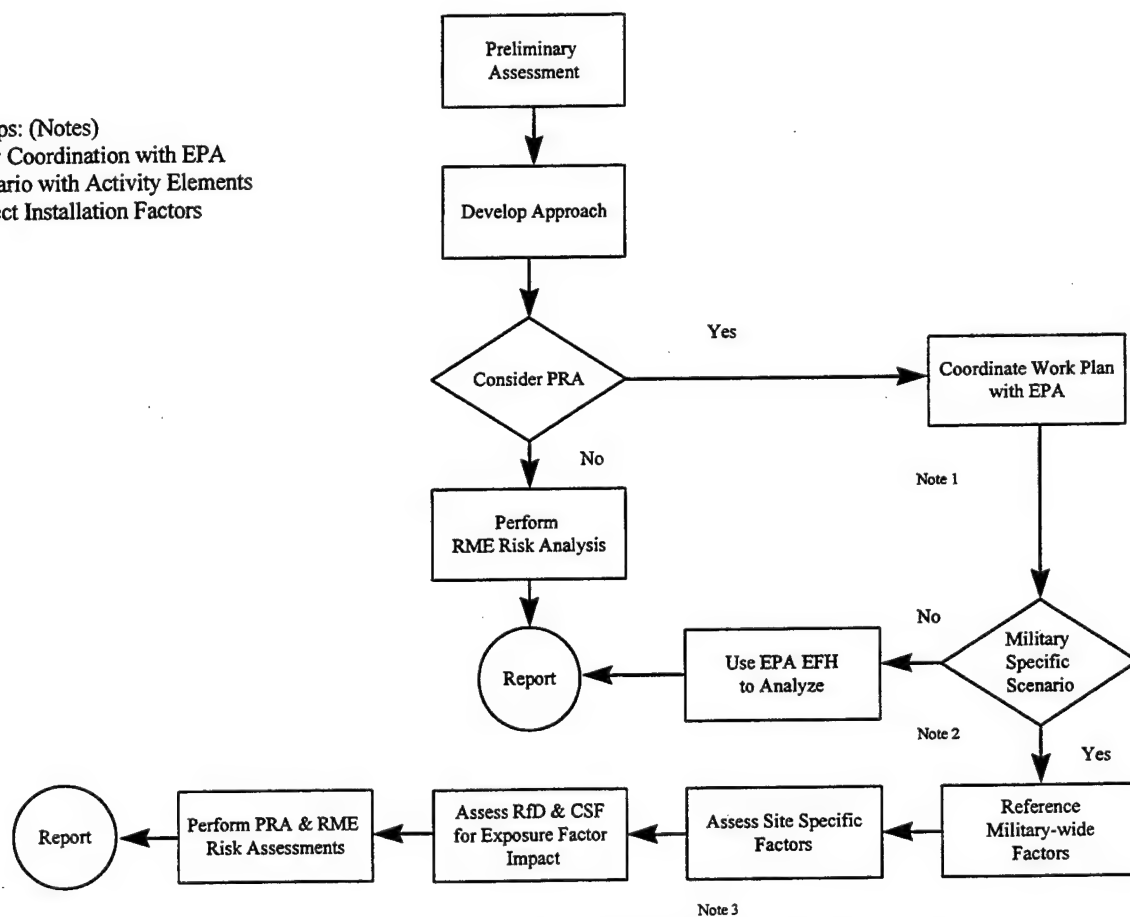 Preliminary
Assessment
(Notes)
Coordination with EPA
with Activity Elements
Installation Factors
Develop Approach
Yes
Consider PRA
Coordinate Work Plan
with EPA
No
Note 1
Perform
RME Risk Analysis
No
Military
Specific
Scenario
Use EPA EFH
to Analyze
Report
Note 2
Yes
Reference
Military-wide
Factors
Assess Site Specific
Factors
Assess RfD & CSF
for Exposure Factor
Impact
Perform PRA & RME
Risk Assessments
Report
Note 3